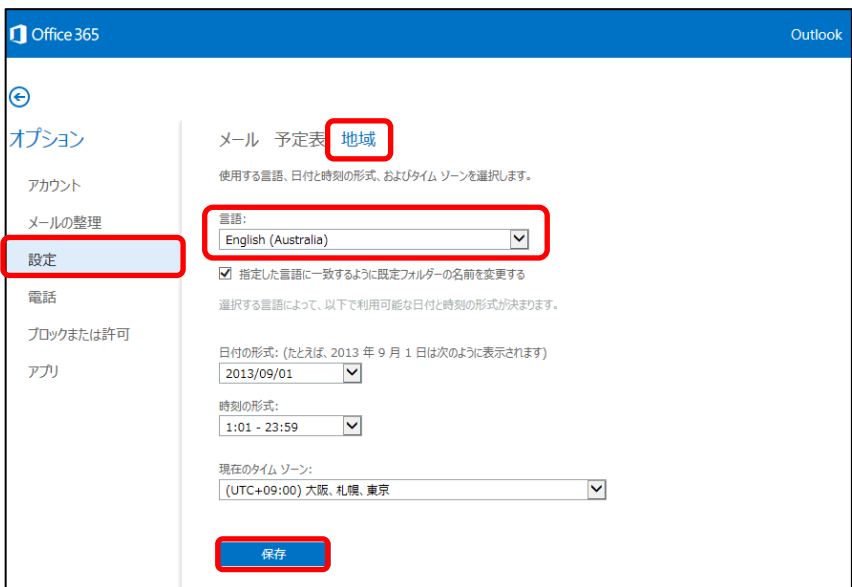 Office 365
Outlook
オプション
アカウント
メールの整理
設定
電話
ブロックまたは許可
アプリ
メール 予定表 地域
使用する言語、日付と時刻の形式、およびタイム ゾーンを選択します。
言語:
English (Australia)
指定した言語に一致するように既定フォルダーの名前を変更する
選択する言語によって、以下で利用可能な日付と時刻の形式が決まります。
日付の形式: (たとえば、2013 年 9 月 1 日は次のように表示されます)
2013/09/01
時刻の形式:
1:01 - 23:59
現在のタイム ゾーン:
(UTC+09:00) 大阪、札幌、東京
保存